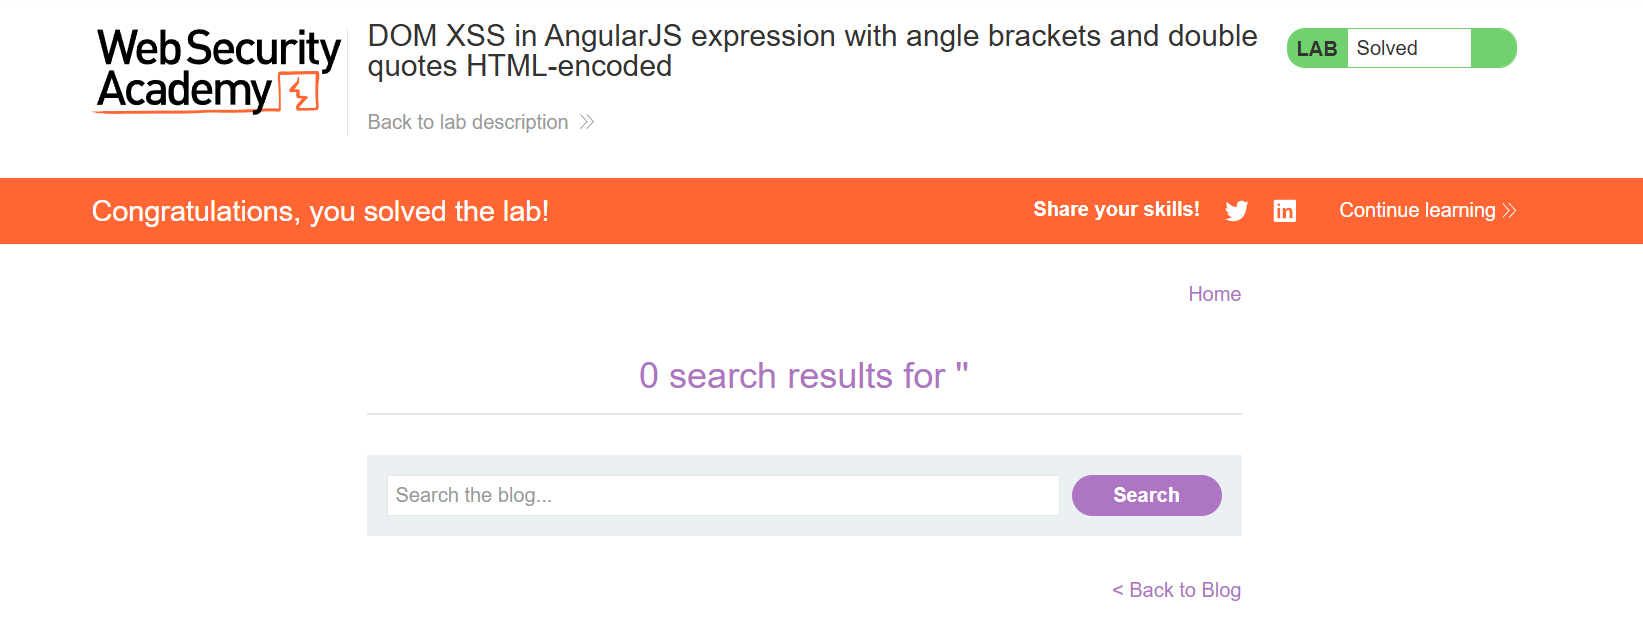 Web Security
Academy
DOM XSS in AngularJS expression with angle brackets and double
quotes HTML-encoded
Back to lab description
LAB Solved
Congratulations, you solved the lab!
Share your skills!
Continue learning
Home
0 search results for ''
Search the blog...
Search
< Back to Blog